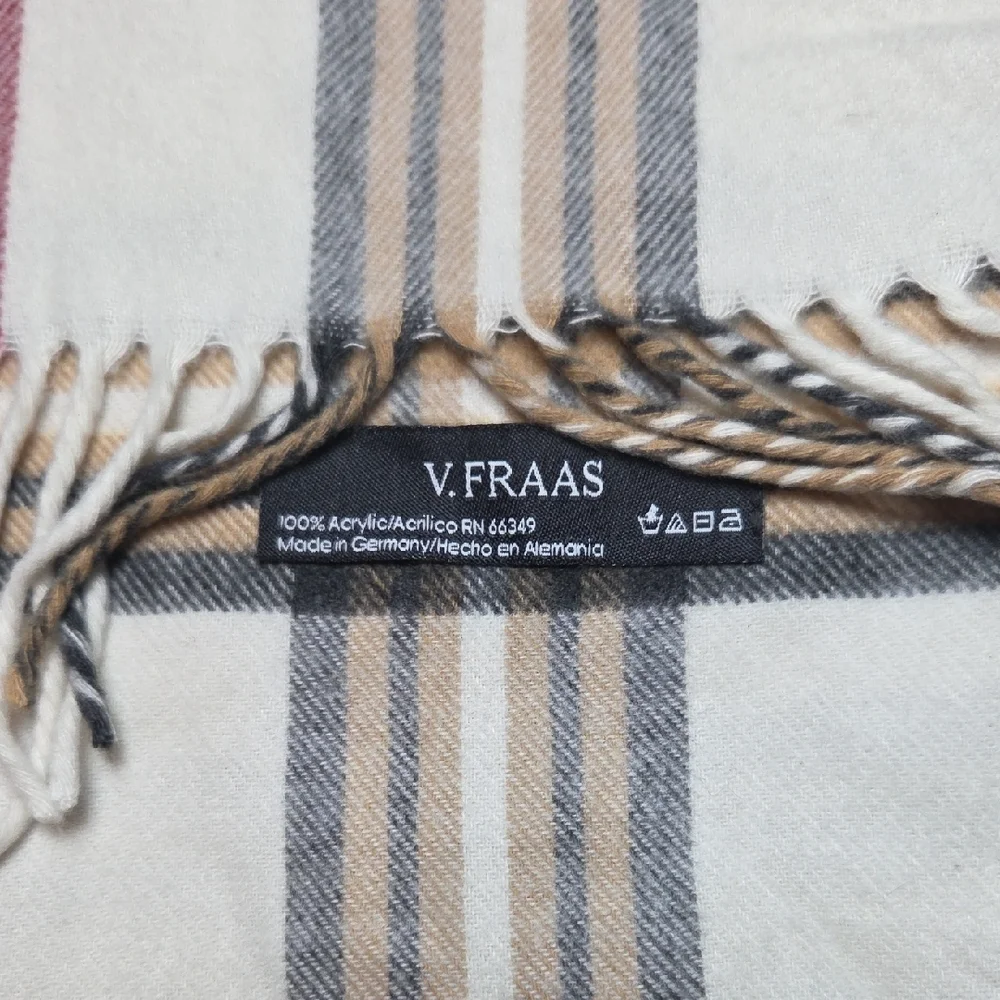 V. FRAAS
100% Acrylic/Acrilico RN 66349
Made in Germany/Hecho en Alemania